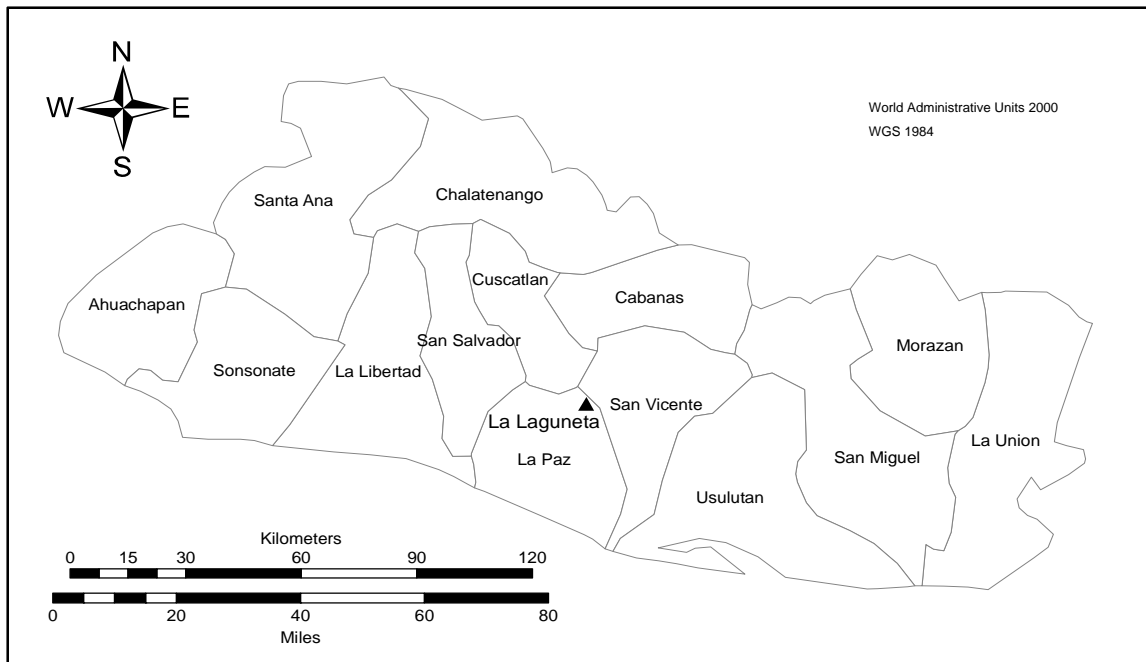 N
W E
S
World Administrative Units 2000
WGS 1984
Santa Ana
Chalatenango
Ahuachapan
Cuscatlan
Cabanas
San Salvador
Morazan
Sonsonate
La Libertad
San Vicente
La Laguneta
La Paz
La Union
San Miguel
Usulutan
Kilometers
0 15 30 60 90 120
0 20 40 60 80
Miles